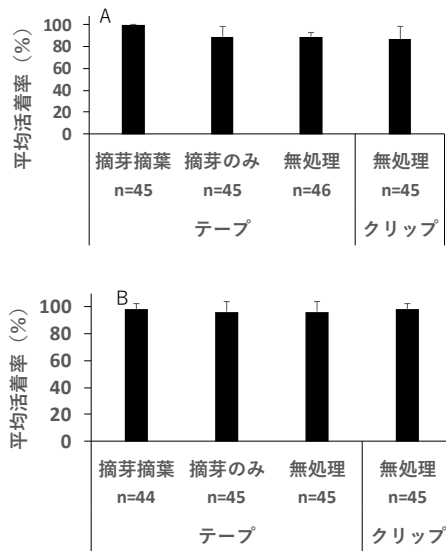 A
平均活着率（%）
100
80
60
40
20
0
摘芽摘葉 摘芽のみ 無処理 無処理
n=45 n=45 n=46 n=45
テープ クリップ
B
平均活着率（%）
100
80
60
40
20
0
摘芽摘葉 摘芽のみ 無処理 無処理
n=44 n=45 n=45 n=45
テープ クリップ